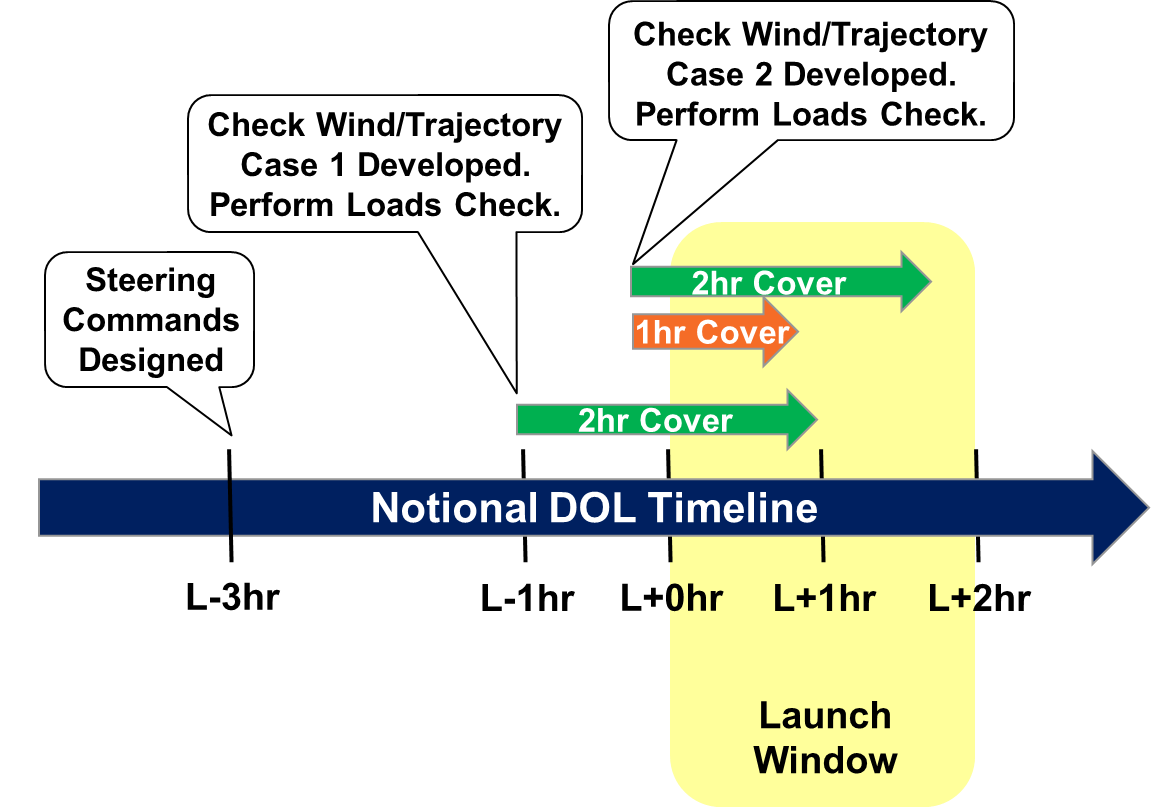 Check Wind/Trajectory
Case 2 Developed.
Perform Loads Check.
Check Wind/Trajectory
Case 1 Developed.
Perform Loads Check.
Steering
Commands
Designed
2hr Cover
1hr Cover
2hr Cover
Notional DOL Timeline
L-3hr
L-1hr
L+0hr
L+1hr
L+2hr
Launch
Window